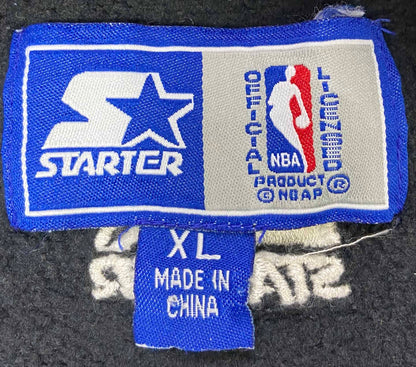 STARTER
OFFICIAL
LICENSED
NBA
PRODUCT ®
© NBAP
XL
MADE IN
CHINA